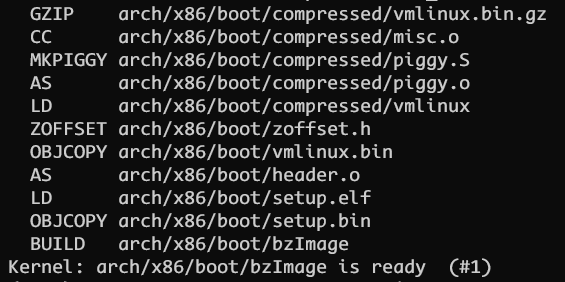 GZIP arch/x86/boot/compressed/vmlinux.bin.gz
CC arch/x86/boot/compressed/misc.o
MKPIGGY arch/x86/boot/compressed/piggy.S
AS arch/x86/boot/compressed/piggy.o
LD arch/x86/boot/compressed/vmlinux
ZOFFSET arch/x86/boot/zoffset.h
OBJCOPY arch/x86/boot/vmlinux.bin
AS arch/x86/boot/header.o
LD arch/x86/boot/setup.elf
OBJCOPY arch/x86/boot/setup.bin
BUILD arch/x86/boot/bzImage
Kernel: arch/x86/boot/bzImage is ready (#1)